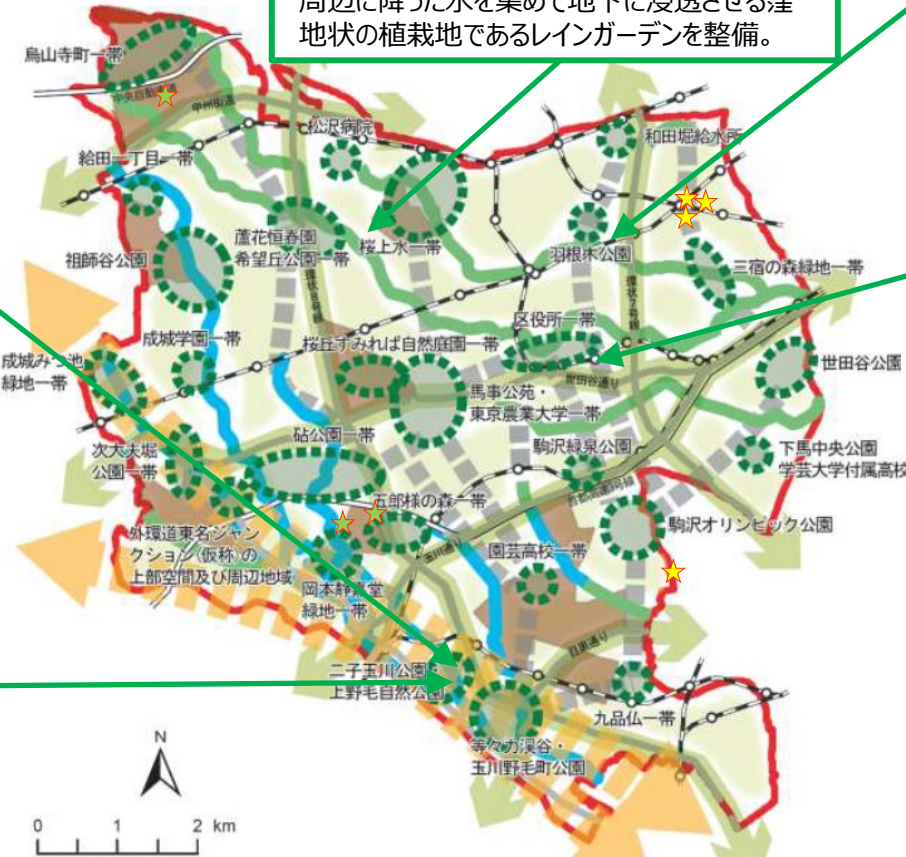 周辺に降った水を集めて地下に浸透させる窪
地状の植栽地であるレインガーデンを整備。
烏山寺町一帯
中央自動車道
甲州街道
松沢病院
和田堀給水所
給田一丁目一帯
蘆花恒春園
希望丘公園一帯
桜上水一帯
羽根木公園
祖師谷公園
環状8号線
環状7号線
三宿の森緑地一帯
成城学園一帯
桜丘すみれば自然庭園一帯
区役所一帯
世田谷通り
世田谷公園
成城みつ池
緑地一帯
馬事公苑・
東京農業大学一帯
次大夫堀
公園一帯
砧公園一帯
駒沢緑泉公園
下馬中央公園
学芸大学付属高校
五郎様の森一帯
首都高速3号線
玉川通り
駒沢オリンピック公園
外環道東名ジャン
クション(仮称)の
上部空間及び周辺地域
岡本静嘉堂
緑地一帯
園芸高校一帯
目黒通り
二子玉川公園・
上野毛自然公園
九品仏一帯
等々力渓谷・
玉川野毛町公園
N
0 1 2 km